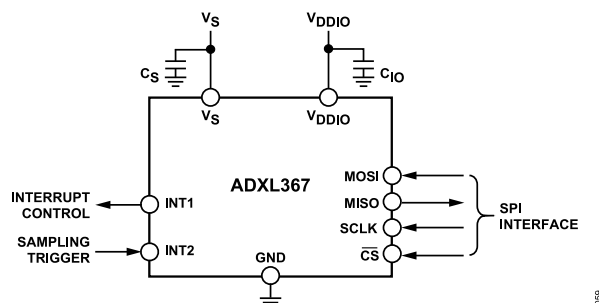 VS VDDIO
CS CIO
VS VDDIO
ADXL367
MOSI
MISO
SCLK
CS
INT1
INT2
GND
INTERRUPT
CONTROL
SAMPLING
TRIGGER
SPI
INTERFACE